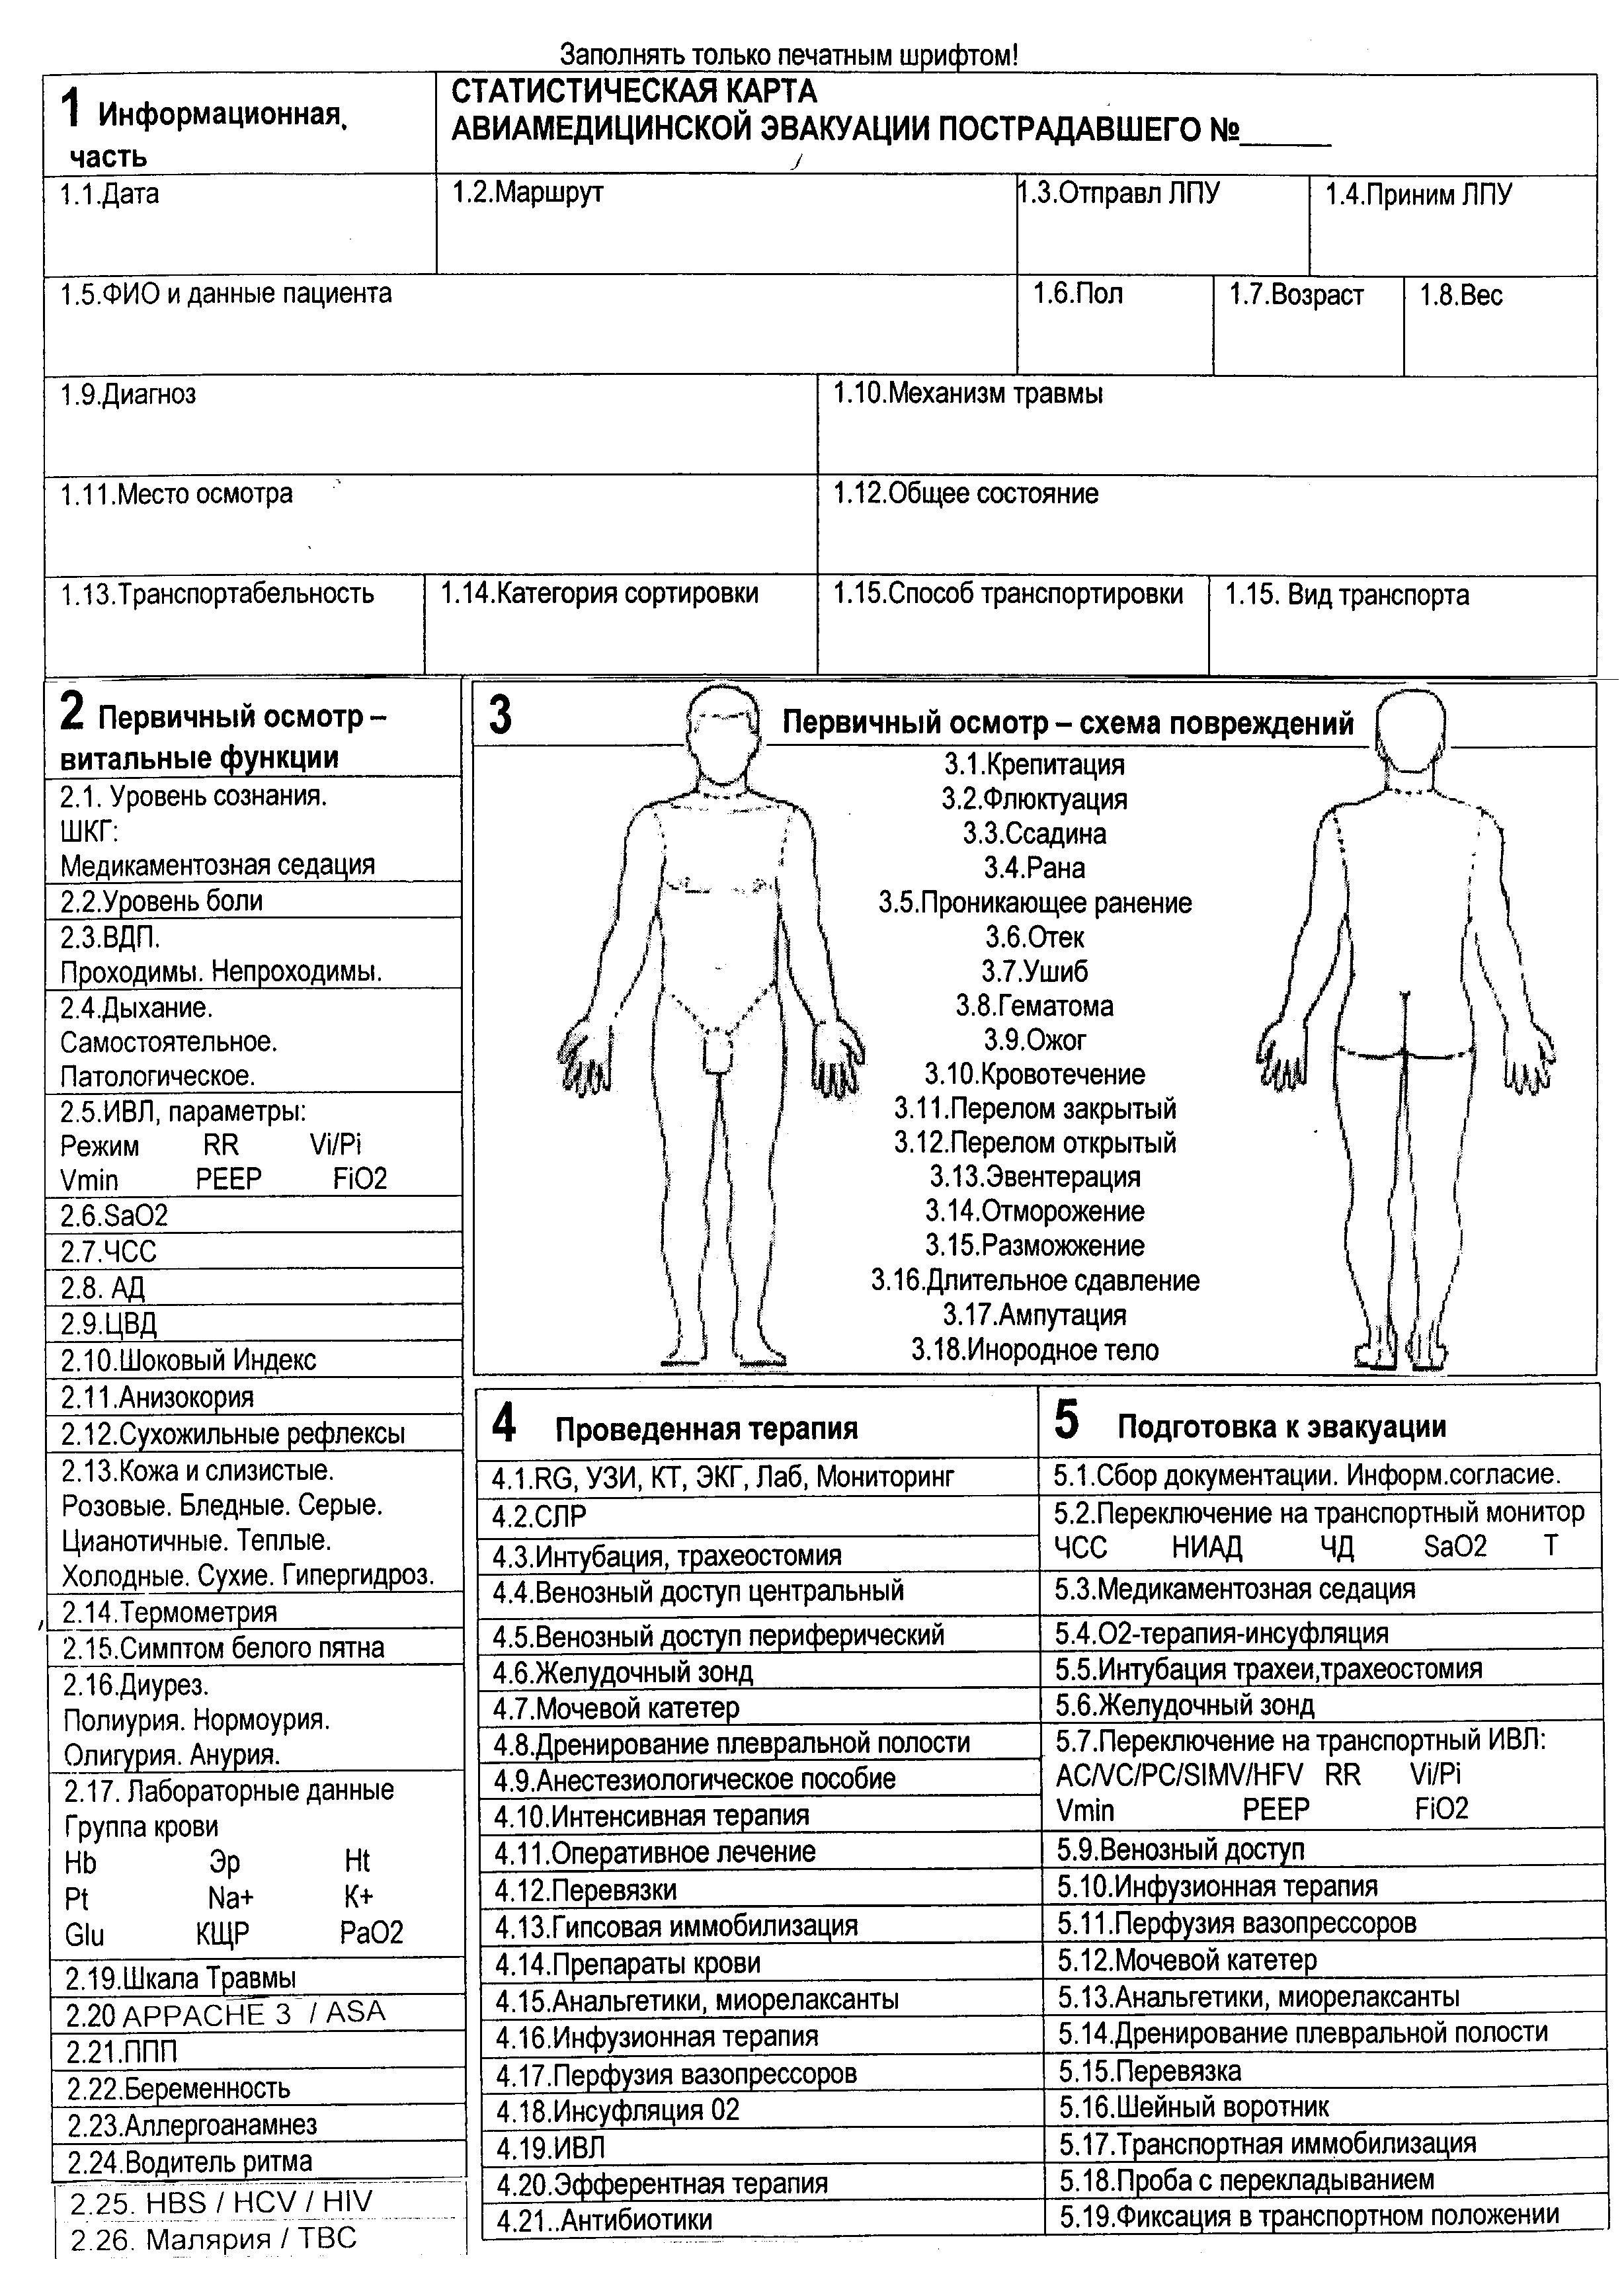 Заполнять только печатным шрифтом!
1 Информационная
часть
СТАТИСТИЧЕСКАЯ КАРТА
АВИАМЕДИЦИНСКОЙ ЭВАКУАЦИИ ПОСТРАДАВШЕГО №______
1.1.Дата
1.2.Маршрут
1.3.Отправл ЛПУ
1.4.Приним ЛПУ
1.5.ФИО и данные пациента
1.6.Пол
1.7.Возраст
1.8.Вес
1.9.Диагноз
1.10.Механизм травмы
1.11.Место осмотра
1.12.Общее состояние
1.13.Транспортабельность
1.14.Категория сортировки
1.15.Способ транспортировки
1.15. Вид транспорта
2 Первичный осмотр –
витальные функции
2.1. Уровень сознания.
ШКГ:
Медикаментозная седация
2.2.Уровень боли
2.3.ВДП.
Проходимы. Непроходимы.
2.4.Дыхание.
Самостоятельное.
Патологическое.
2.5.ИВЛ, параметры:
Режим RR Vi/Pi
Vmin PEEP FiO2
2.6.SaO2
2.7.ЧСС
2.8. АД
2.9.ЦВД
2.10.Шоковый Индекс
2.11.Анизокория
2.12.Сухожильные рефлексы
2.13.Кожа и слизистые.
Розовые. Бледные. Серые.
Цианотичные. Теплые.
Холодные. Сухие. Гипергидроз.
2.14.Термометрия
2.15.Симптом белого пятна
2.16.Диурез.
Полиурия. Нормоурия.
Олигурия. Анурия.
2.17. Лабораторные данные
Группа крови
Hb Эр Ht
Pt Na+ K+
Glu КЩР PaO2
2.19.Шкала Травмы
2.20 APPACHE 3 / ASA
2.21.ППП
2.22.Беременность
2.23.Аллергоанамнез
2.24.Водитель ритма
2.25. HBS / HCV / HIV
2.26. Малярия / ТВС
3 Первичный осмотр – схема повреждений
3.1.Крепитация
3.2.Флюктуация
3.3.Ссадина
3.4.Рана
3.5.Проникающее ранение
3.6.Отек
3.7.Ушиб
3.8.Гематома
3.9.Ожог
3.10.Кровотечение
3.11.Перелом закрытый
3.12.Перелом открытый
3.13.Эвентерация
3.14.Отморожение
3.15.Размозжение
3.16.Длительное сдавление
3.17.Ампутация
3.18.Инородное тело
4 Проведенная терапия
4.1.RG, УЗИ, КТ, ЭКГ, Лаб, Мониторинг
4.2.СЛР
4.3.Интубация, трахеостомия
4.4.Венозный доступ центральный
4.5.Венозный доступ периферический
4.6.Желудочный зонд
4.7.Мочевой катетер
4.8.Дренирование плевральной полости
4.9.Анестезиологическое пособие
4.10.Интенсивная терапия
4.11.Оперативное лечение
4.12.Перевязки
4.13.Гипсовая иммобилизация
4.14.Препараты крови
4.15.Анальгетики, миорелаксанты
4.16.Инфузионная терапия
4.17.Перфузия вазопрессоров
4.18.Инсуфляция 02
4.19.ИВЛ
4.20.Эфферентная терапия
4.21..Антибиотики
5 Подготовка к эвакуации
5.1.Сбор документации. Информ.согласие.
5.2.Переключение на транспортный монитор
ЧСС НИАД ЧД SaO2 T
5.3.Медикаментозная седация
5.4.О2-терапия-инсуфляция
5.5.Интубация трахеи,трахеостомия
5.6.Желудочный зонд
5.7.Переключение на транспортный ИВЛ:
AC/VC/PC/SIMV/HFV RR Vi/Pi
Vmin PEEP FiO2
5.9.Венозный доступ
5.10.Инфузионная терапия
5.11.Перфузия вазопрессоров
5.12.Мочевой катетер
5.13.Анальгетики, миорелаксанты
5.14.Дренирование плевральной полости
5.15.Перевязка
5.16.Шейный воротник
5.17.Транспортная иммобилизация
5.18.Проба с перекладыванием
5.19.Фиксация в транспортном положении